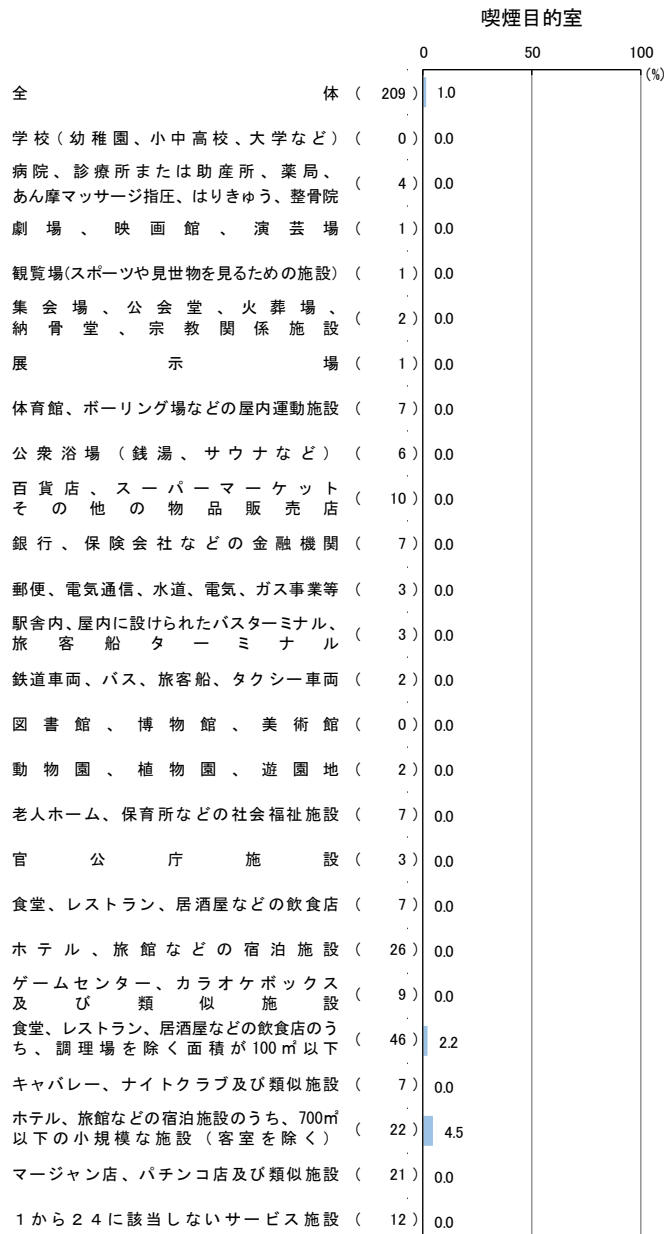 喫煙目的室
0 50 100
(%)
全体 ( 209 ) 1.0
学校(幼稚園、小中高校、大学など) ( 0 ) 0.0
病院、診療所または助産所、薬局、
あん摩マッサージ指圧、はりきゅう、整骨院 ( 4 ) 0.0
劇場、映画館、演芸場 ( 1 ) 0.0
観覧場(スポーツや見世物を見るための施設) ( 1 ) 0.0
集会場、公会堂、火葬場、
納骨堂、宗教関係施設 ( 2 ) 0.0
展示場 ( 1 ) 0.0
体育館、ボーリング場などの屋内運動施設 ( 7 ) 0.0
公衆浴場(銭湯、サウナなど) ( 6 ) 0.0
百貨店、スーパーマーケット
その他の物品販売店 ( 10 ) 0.0
銀行、保険会社などの金融機関 ( 7 ) 0.0
郵便、電気通信、水道、電気、ガス事業等 ( 3 ) 0.0
駅舎内、屋内に設けられたバスターミナル、
旅客船ターミナル ( 3 ) 0.0
鉄道車両、バス、旅客船、タクシー車両 ( 2 ) 0.0
図書館、博物館、美術館 ( 0 ) 0.0
動物園、植物園、遊園地 ( 2 ) 0.0
老人ホーム、保育所などの社会福祉施設 ( 7 ) 0.0
官公庁施設 ( 3 ) 0.0
食堂、レストラン、居酒屋などの飲食店 ( 7 ) 0.0
ホテル、旅館などの宿泊施設 ( 26 ) 0.0
ゲームセンター、カラオケボックス
及び類似施設 ( 9 ) 0.0
食堂、レストラン、居酒屋などの飲食店のう
ち、調理場を除く面積が100㎡以下 ( 46 ) 2.2
キャバレー、ナイトクラブ及び類似施設 ( 7 ) 0.0
ホテル、旅館などの宿泊施設のうち、700㎡
以下の小規模な施設(客室を除く) ( 22 ) 4.5
マージャン店、パチンコ店及び類似施設 ( 21 ) 0.0
1から24に該当しないサービス施設 ( 12 ) 0.0